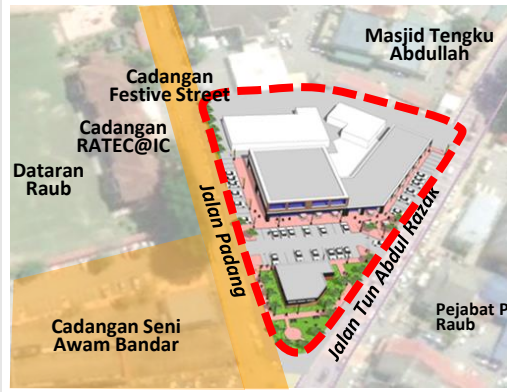 Masjid Tengku
Abdullah
Cadangan
Festive Street
Cadangan
RATEC@IC
Dataran
Raub
Jalan Padang
Jalan Tun Abdul Razak
Cadangan Seni
Awam Bandar
Pejabat P
Raub